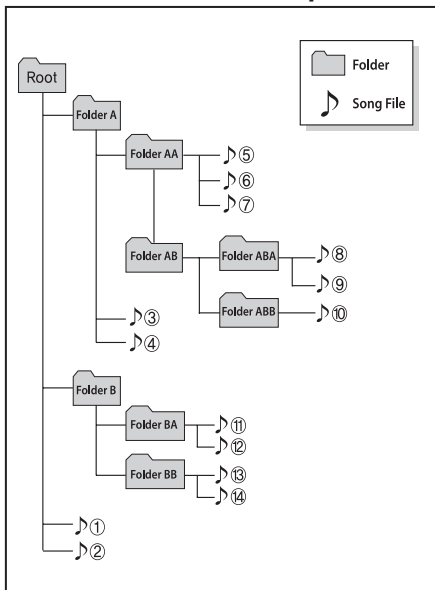 Root
Folder
Song File
Folder A
Folder AA
⑤
⑥
⑦
Folder AB
Folder ABA
⑧
⑨
Folder ABB
⑩
③
④
Folder B
Folder BA
⑪
⑫
Folder BB
⑬
⑭
①
②